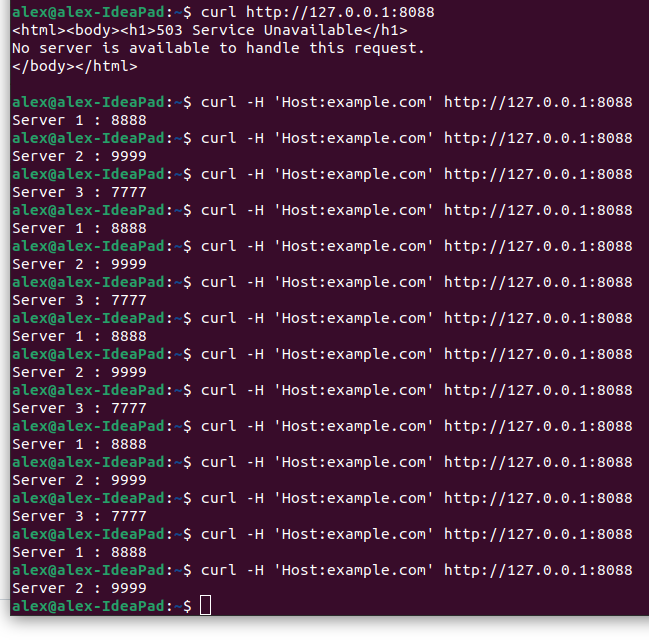 alex@alex-IdeaPad:~$ curl http://127.0.0.1:8088
<html><body><h1>503 Service Unavailable</h1>
No server is available to handle this request.
</body></html>
alex@alex-IdeaPad:~$ curl -H 'Host:example.com' http://127.0.0.1:8088
Server 1 : 8888
alex@alex-IdeaPad:~$ curl -H 'Host:example.com' http://127.0.0.1:8088
Server 2 : 9999
alex@alex-IdeaPad:~$ curl -H 'Host:example.com' http://127.0.0.1:8088
Server 3 : 7777
alex@alex-IdeaPad:~$ curl -H 'Host:example.com' http://127.0.0.1:8088
Server 1 : 8888
alex@alex-IdeaPad:~$ curl -H 'Host:example.com' http://127.0.0.1:8088
Server 2 : 9999
alex@alex-IdeaPad:~$ curl -H 'Host:example.com' http://127.0.0.1:8088
Server 3 : 7777
alex@alex-IdeaPad:~$ curl -H 'Host:example.com' http://127.0.0.1:8088
Server 1 : 8888
alex@alex-IdeaPad:~$ curl -H 'Host:example.com' http://127.0.0.1:8088
Server 2 : 9999
alex@alex-IdeaPad:~$ curl -H 'Host:example.com' http://127.0.0.1:8088
Server 3 : 7777
alex@alex-IdeaPad:~$ curl -H 'Host:example.com' http://127.0.0.1:8088
Server 1 : 8888
alex@alex-IdeaPad:~$ curl -H 'Host:example.com' http://127.0.0.1:8088
Server 2 : 9999
alex@alex-IdeaPad:~$ curl -H 'Host:example.com' http://127.0.0.1:8088
Server 3 : 7777
alex@alex-IdeaPad:~$ curl -H 'Host:example.com' http://127.0.0.1:8088
Server 1 : 8888
alex@alex-IdeaPad:~$ curl -H 'Host:example.com' http://127.0.0.1:8088
Server 2 : 9999
alex@alex-IdeaPad:~$